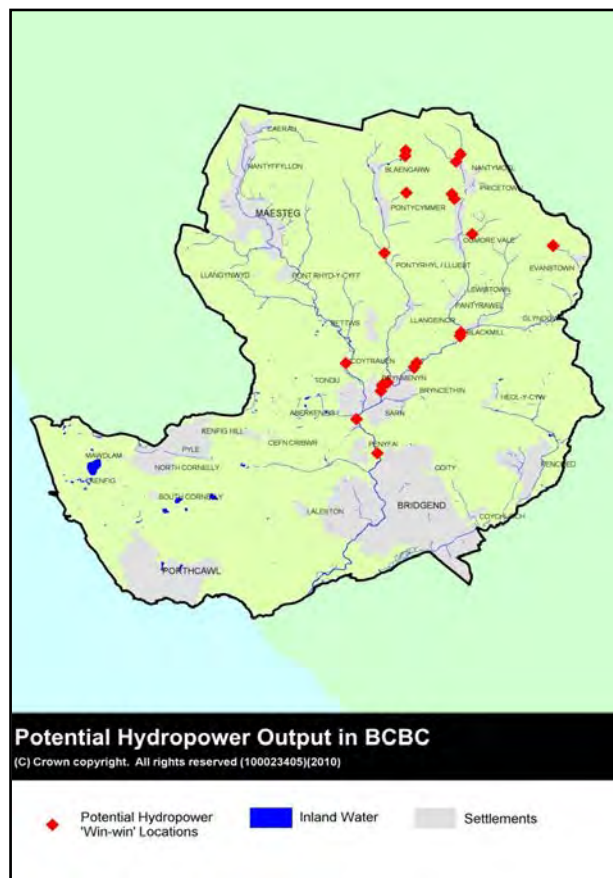 CAERAU
NANTYFFYLLON
BLAENGARW
NANTYMOEL
PRICETOWN
MAESTEG
PONTYCYMMER
OGMORE VALE
EVANSTOWN
LLANGYNWYD
PONT RHYD-Y-CYFF
PONTYRHYL / LLUEST
LEWISTOWN
PANTYRAWEL
BETTWS
LLANGEINOR
BLACKMILL
COYTRAHEN
TONDU
BRYNMENYN
BRYNCETHIN
HEOL-Y-CYW
ABERKENFIG
SARN
KENFIG HILL
CEFN CRIBWR
PENYFAI
PYLE
MAWDLAM
NORTH CORNELLY
COITY
PENCOED
KENFIG
SOUTH CORNELLY
BRIDGEND
LALESTON
PORTHCAWL
Potential Hydropower Output in BCBC
(C) Crown copyright. All rights reserved (100023405)(2010)
Potential Hydropower
'Win-win' Locations
Inland Water
Settlements